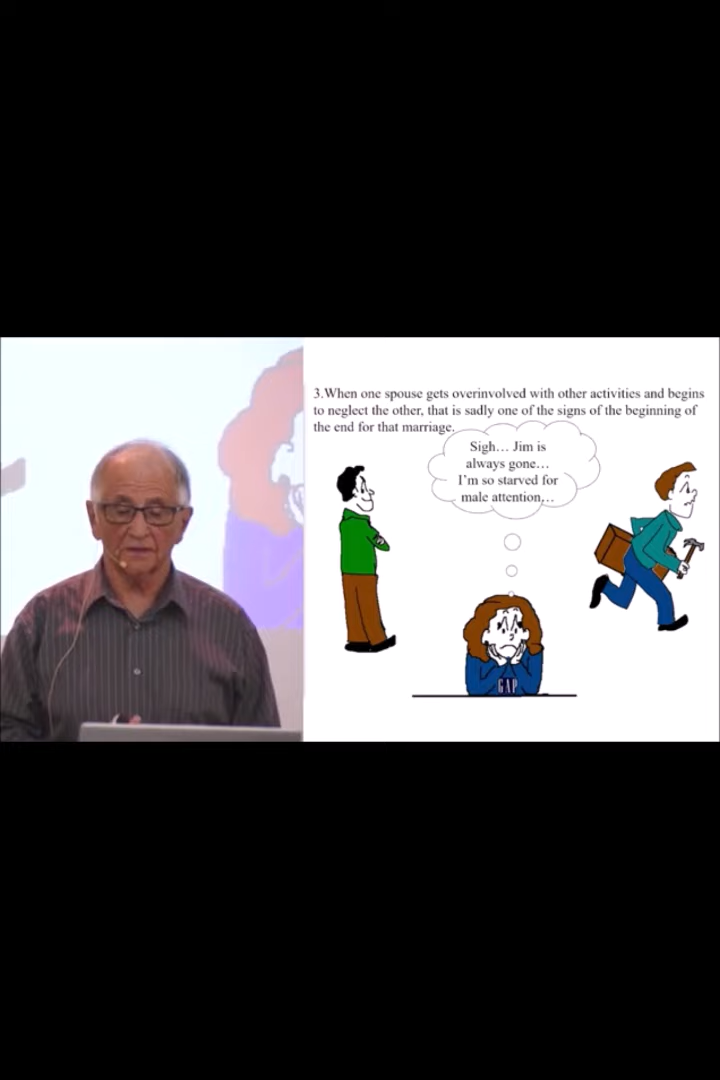 3.When one spouse gets overinvolved with other activities and begins
to neglect the other, that is sadly one of the signs of the beginning of
the end for that marriage.
Sigh... Jim is
always gone...
I'm so starved for
male attention...
GAP